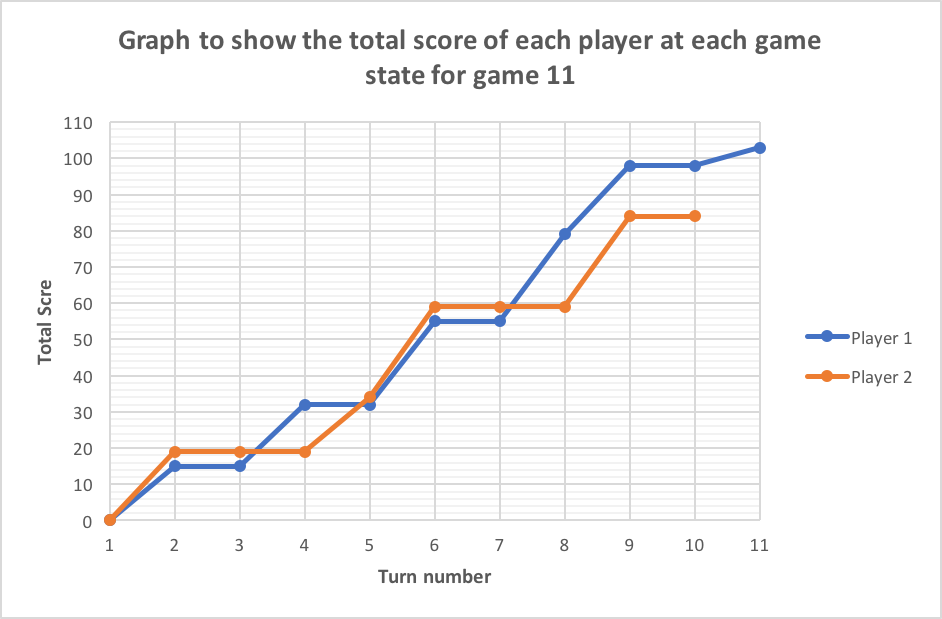 Graph to show the total score of each player at each game
state for game 11
110
100
90
80
70
60
50
40
30
20
10
0
Total Scre
1 2 3 4 5 6 7 8 9 10 11
Turn number
Player 1
Player 2